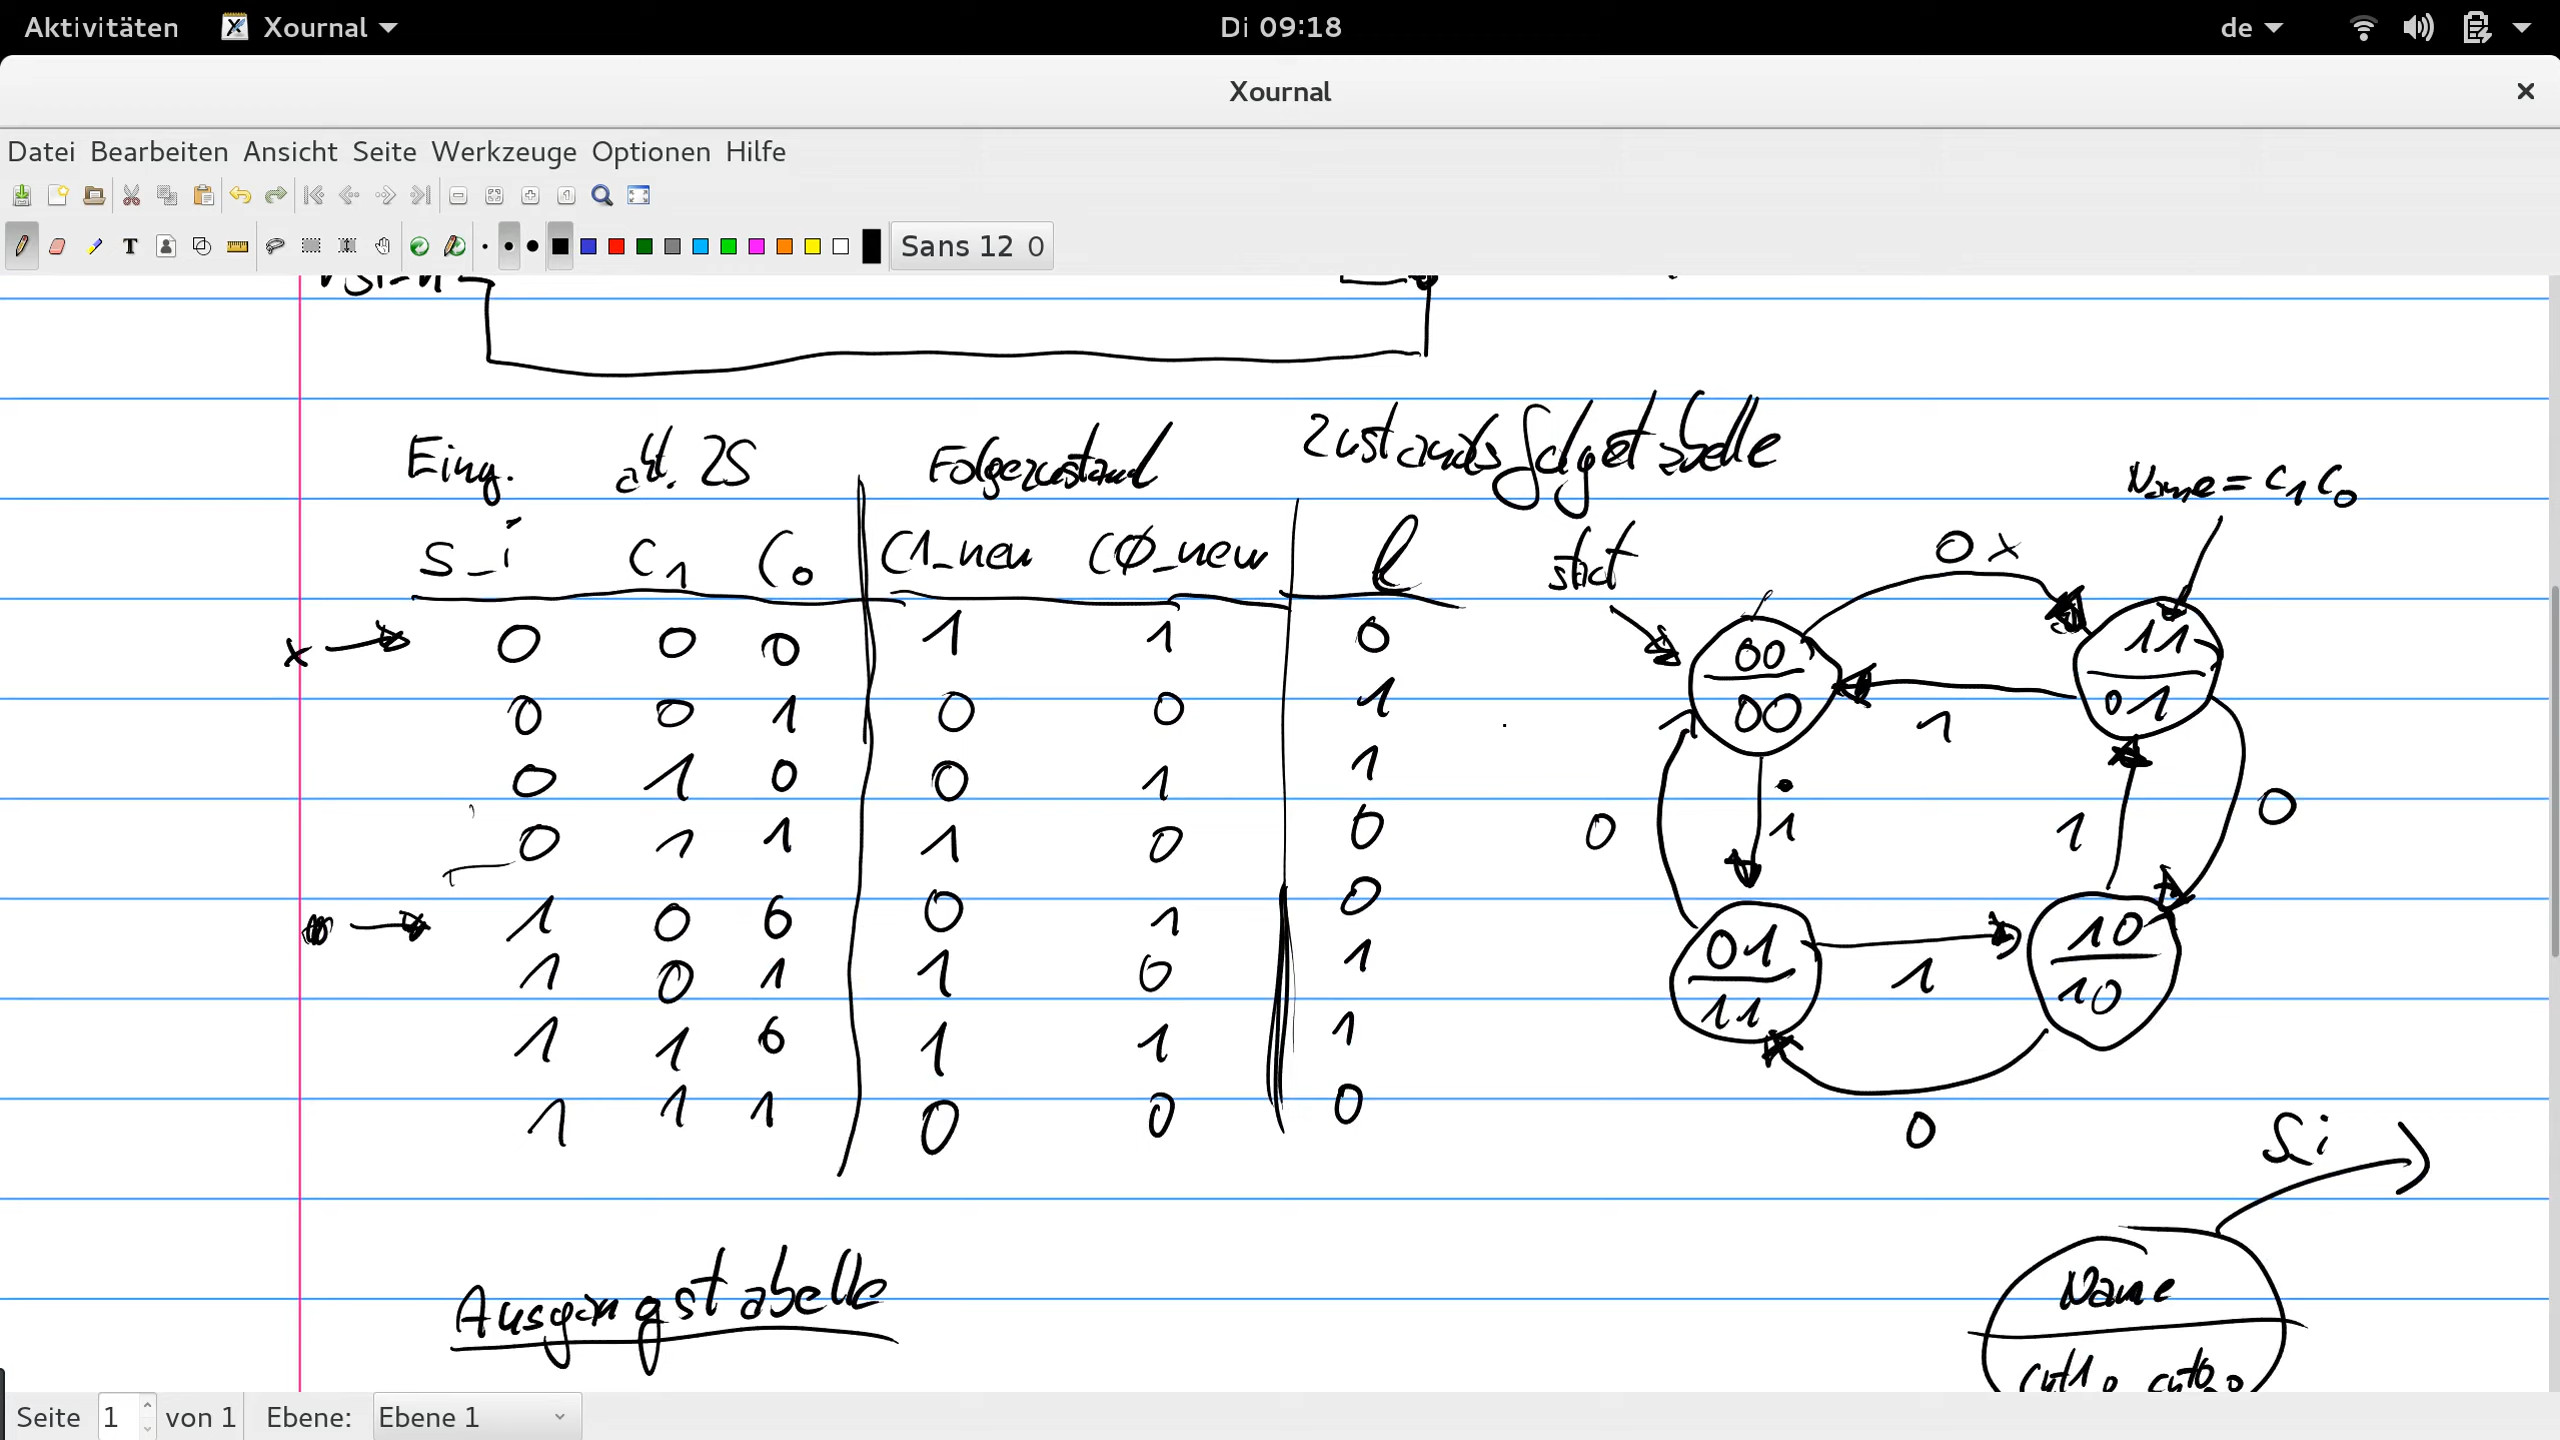 Aktivitäten Xournal Di 09:18 de
Xournal
Datei Bearbeiten Ansicht Seite Werkzeuge Optionen Hilfe
Sans 12 0
Eing. akt. ZS Folgezustand Zustandsfolgetabelle
S_i C1 C0 C1_neu C0_neu l
x 0 0 0 1 1 0
0 0 1 0 0 1
0 1 0 0 1 1
0 1 1 1 0 0
1 0 0 0 1 0
1 0 1 1 0 1
1 1 0 1 1 1
1 1 1 0 0 0
Name = C1 C0
start
0 x
00
00
11
01
1
0
1
1
0
01
11
1
10
10
0
S_i
Ausgangstabelle
Name
Seite 1 von 1 Ebene: Ebene 1